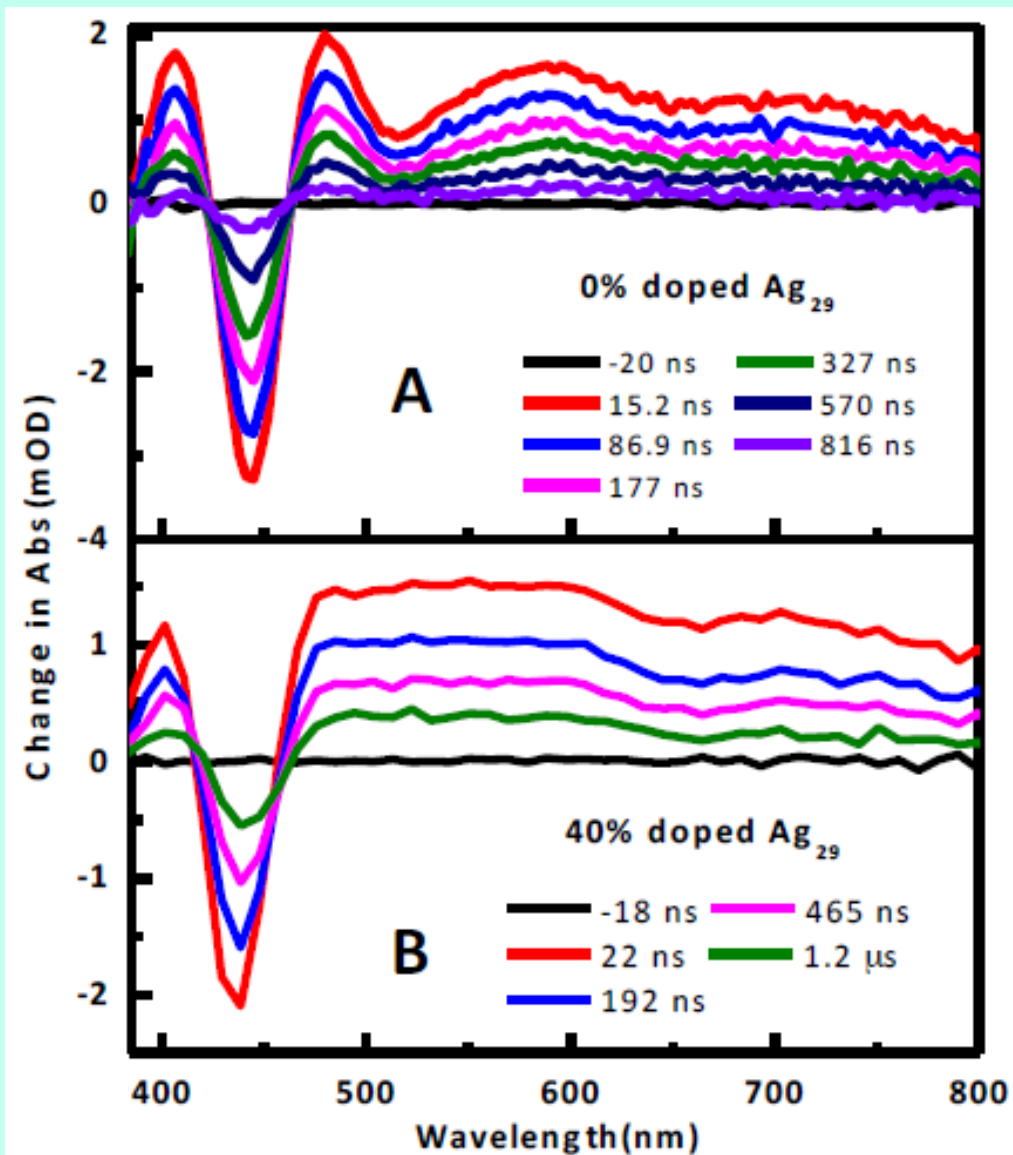 Change in Abs(mOD)
2
0
-2
-4
A
0% doped Ag29
-20 ns 327 ns
15.2 ns 570 ns
86.9 ns 816 ns
177 ns
1
0
-1
-2
B
40% doped Ag29
-18 ns 465 ns
22 ns 1.2 μs
192 ns
400 500 600 700 800
Wavelength(nm)